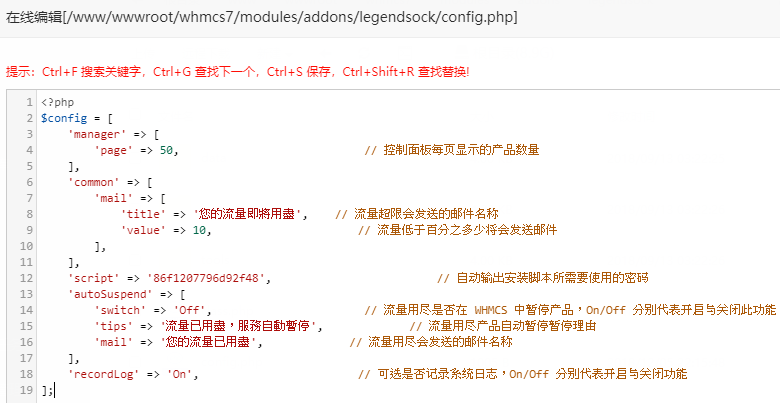 在线编辑[/www/wwwroot/whmcs7/modules/addons/legendsock/config.php]
提示：Ctrl+F 搜索关键字，Ctrl+G 查找下一个，Ctrl+S 保存，Ctrl+Shift+R 查找替换!
1 <?php
2 $config = [
3 'manager' => [
4 'page' => 50, // 控制面板每页显示的产品数量
5 ],
6 'common' => [
7 'mail' => [
8 'title' => '您的流量即將用盡', // 流量超限会发送的邮件名称
9 'value' => 10, // 流量低于百分之多少将会发送邮件
10 ],
11 ],
12 'script' => '86f1207796d92f48', // 自动输出安装脚本所需要使用的密码
13 'autoSuspend' => [
14 'switch' => 'Off', // 流量用尽是否在 WHMCS 中暂停产品，On/Off 分别代表开启与关闭此功能
15 'tips' => '流量已用盡，服務自動暫停', // 流量用尽产品自动暂停暂停理由
16 'mail' => '您的流量已用盡', // 流量用尽会发送的邮件名称
17 ],
18 'recordLog' => 'On', // 可选是否记录系统日志，On/Off 分别代表开启与关闭功能
19 ];